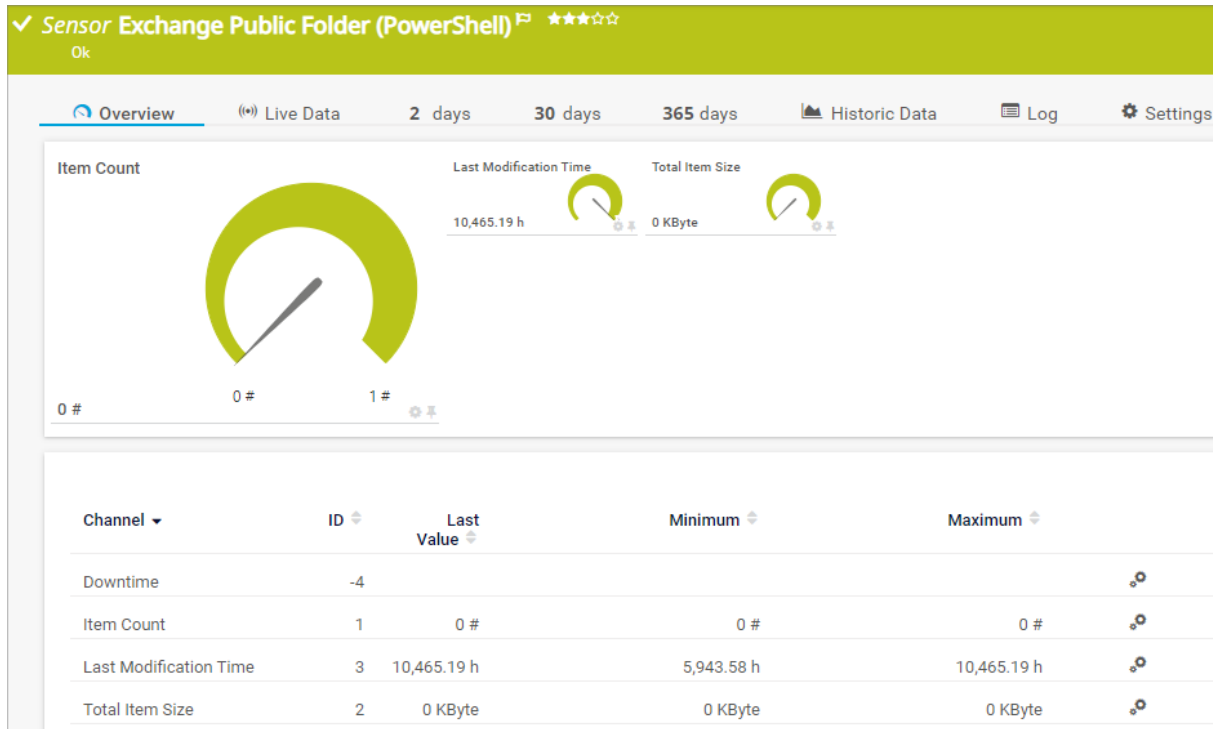 Sensor Exchange Public Folder (PowerShell)
Ok
Overview Live Data 2 days 30 days 365 days Historic Data Log Settings
Item Count
Last Modification Time
Total Item Size
10,465.19 h
0 KByte
0 # 1 #
0 #
Channel ID Last Value Minimum Maximum
Downtime -4
Item Count 1 0 # 0 # 0 #
Last Modification Time 3 10,465.19 h 5,943.58 h 10,465.19 h
Total Item Size 2 0 KByte 0 KByte 0 KByte